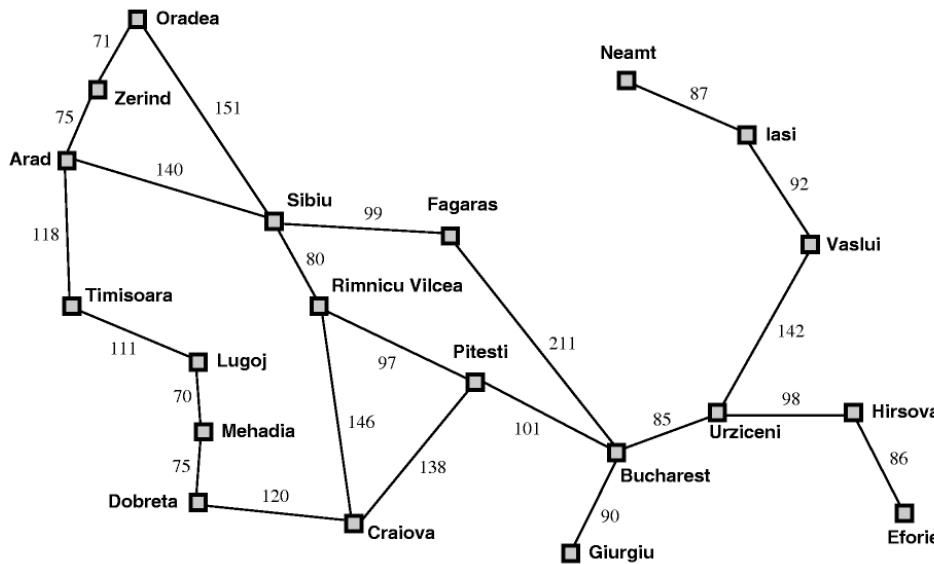 Oradea
71
Neamt
Zerind
87
75
151
Iasi
Arad
140
92
Sibiu
Fagaras
99
118
80
Vaslui
Timisoara
Rimnicu Vilcea
111
142
211
Lugoj
97
Pitesti
70
98
Hirsova
146
101
85
Urziceni
Mehadia
86
75
138
Bucharest
Dobreta
120
90
Craiova
Eforie
Giurgiu